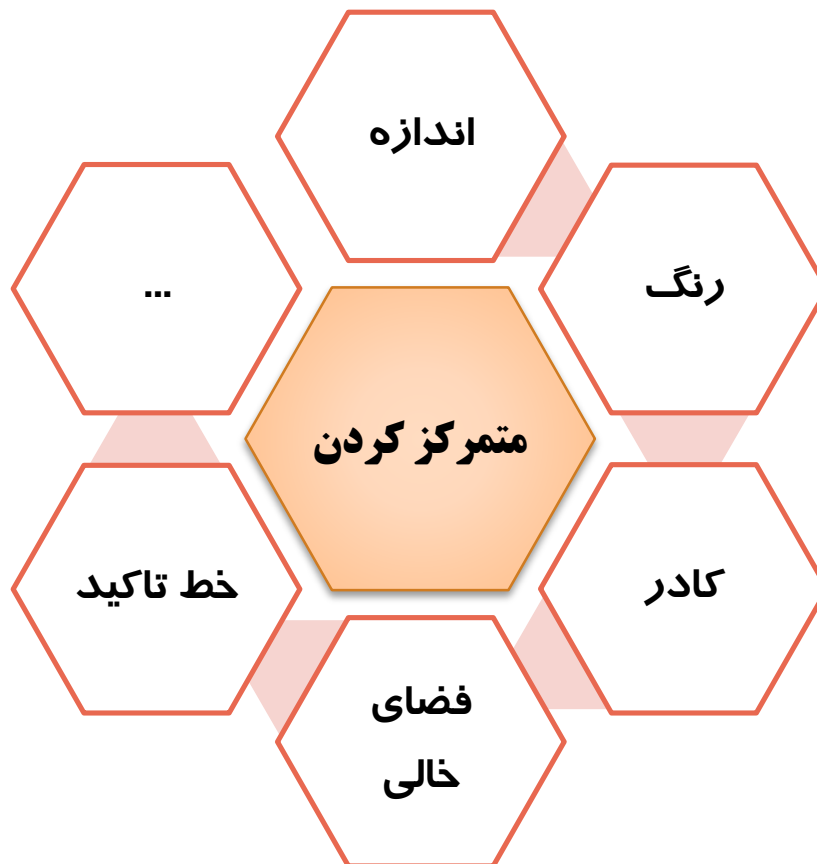 اندازه
رنگ
کادر
فضای
خالی
خط تاکید
...
متمرکز کردن